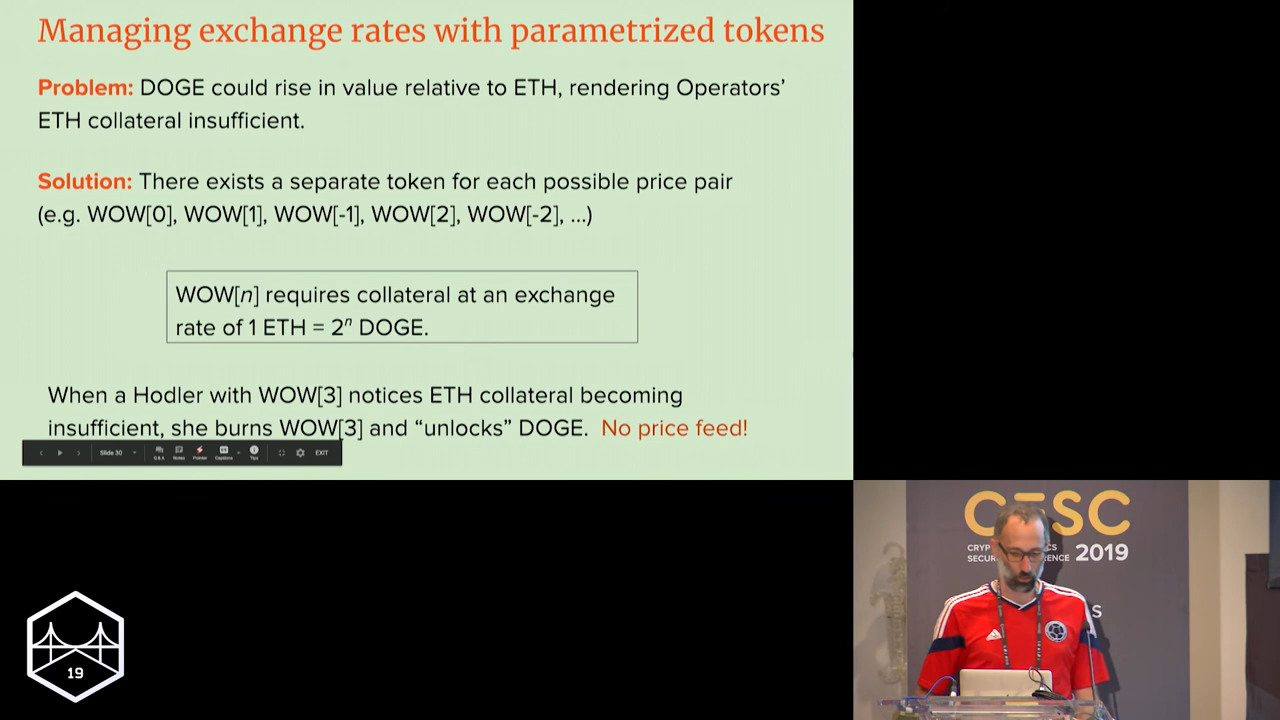 Managing exchange rates with parametrized tokens
Problem: DOGE could rise in value relative to ETH, rendering Operators’
ETH collateral insufficient.
Solution: There exists a separate token for each possible price pair
(e.g. WOW[0], WOW[1], WOW[-1], WOW[2], WOW[-2], ...)
WOW[n] requires collateral at an exchange
rate of 1 ETH = 2ⁿ DOGE.
When a Hodler with WOW[3] notices ETH collateral becoming
insufficient, she burns WOW[3] and “unlocks” DOGE. No price feed!
Slide 30
Q&A Notes Pointer Captions Tips EXIT
CESC
CRYP CS
SECUR ERENCE 2019
S
19